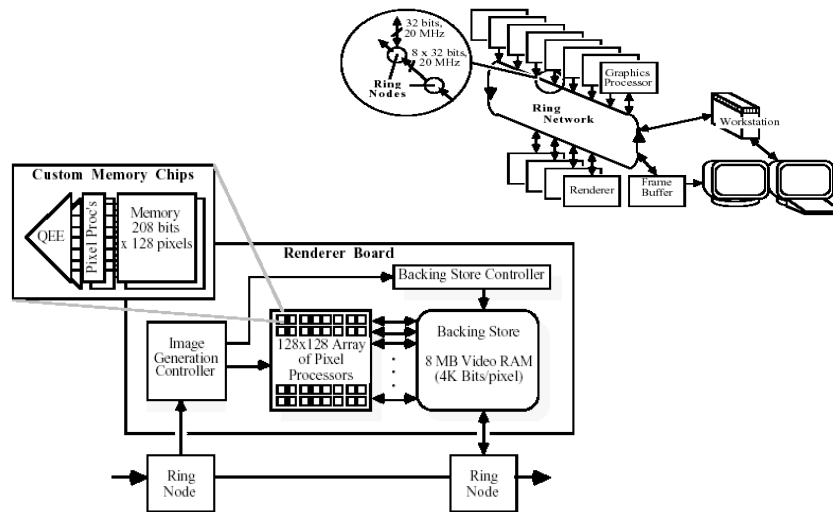 32 bits,
20 MHz
8 x 32 bits,
20 MHz
Ring
Nodes
Graphics
Processor
Ring
Network
Workstation
Renderer
Frame
Buffer
Custom Memory Chips
QEE
Pixel Proc's
Memory
208 bits
x 128 pixels
Renderer Board
Backing Store Controller
Image
Generation
Controller
128x128 Array
of Pixel
Processors
Backing Store
8 MB Video RAM
(4K Bits/pixel)
Ring
Node
Ring
Node